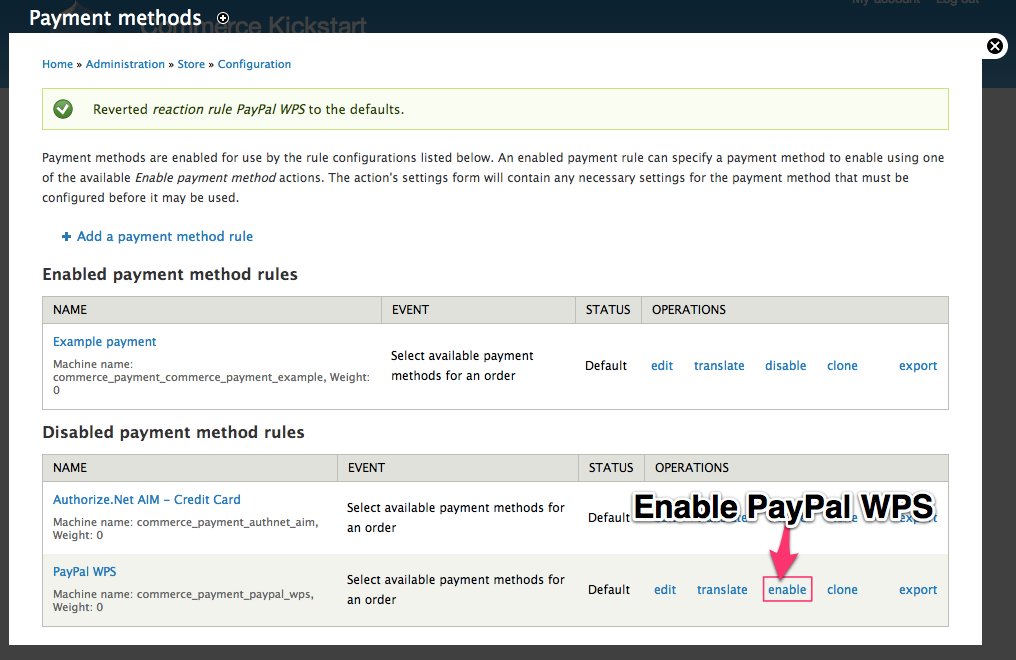 My account Log out
Payment methods
Commerce Kickstart
Home » Administration » Store » Configuration
Reverted reaction rule PayPal WPS to the defaults.
Payment methods are enabled for use by the rule configurations listed below. An enabled payment rule can specify a payment method to enable using one
of the available Enable payment method actions. The action's settings form will contain any necessary settings for the payment method that must be
configured before it may be used.
Add a payment method rule
Enabled payment method rules
NAME EVENT STATUS OPERATIONS
Example payment
Machine name:
commerce_payment_commerce_payment_example, Weight:
0
Select available payment
methods for an order
Default edit translate disable clone export
Disabled payment method rules
NAME EVENT STATUS OPERATIONS
Authorize.Net AIM – Credit Card
Machine name: commerce_payment_authnet_aim,
Weight: 0
Select available payment methods for
an order
Default
Enable PayPal WPS
PayPal WPS
Machine name: commerce_payment_paypal_wps,
Weight: 0
Select available payment methods for
an order
Default edit translate enable clone export